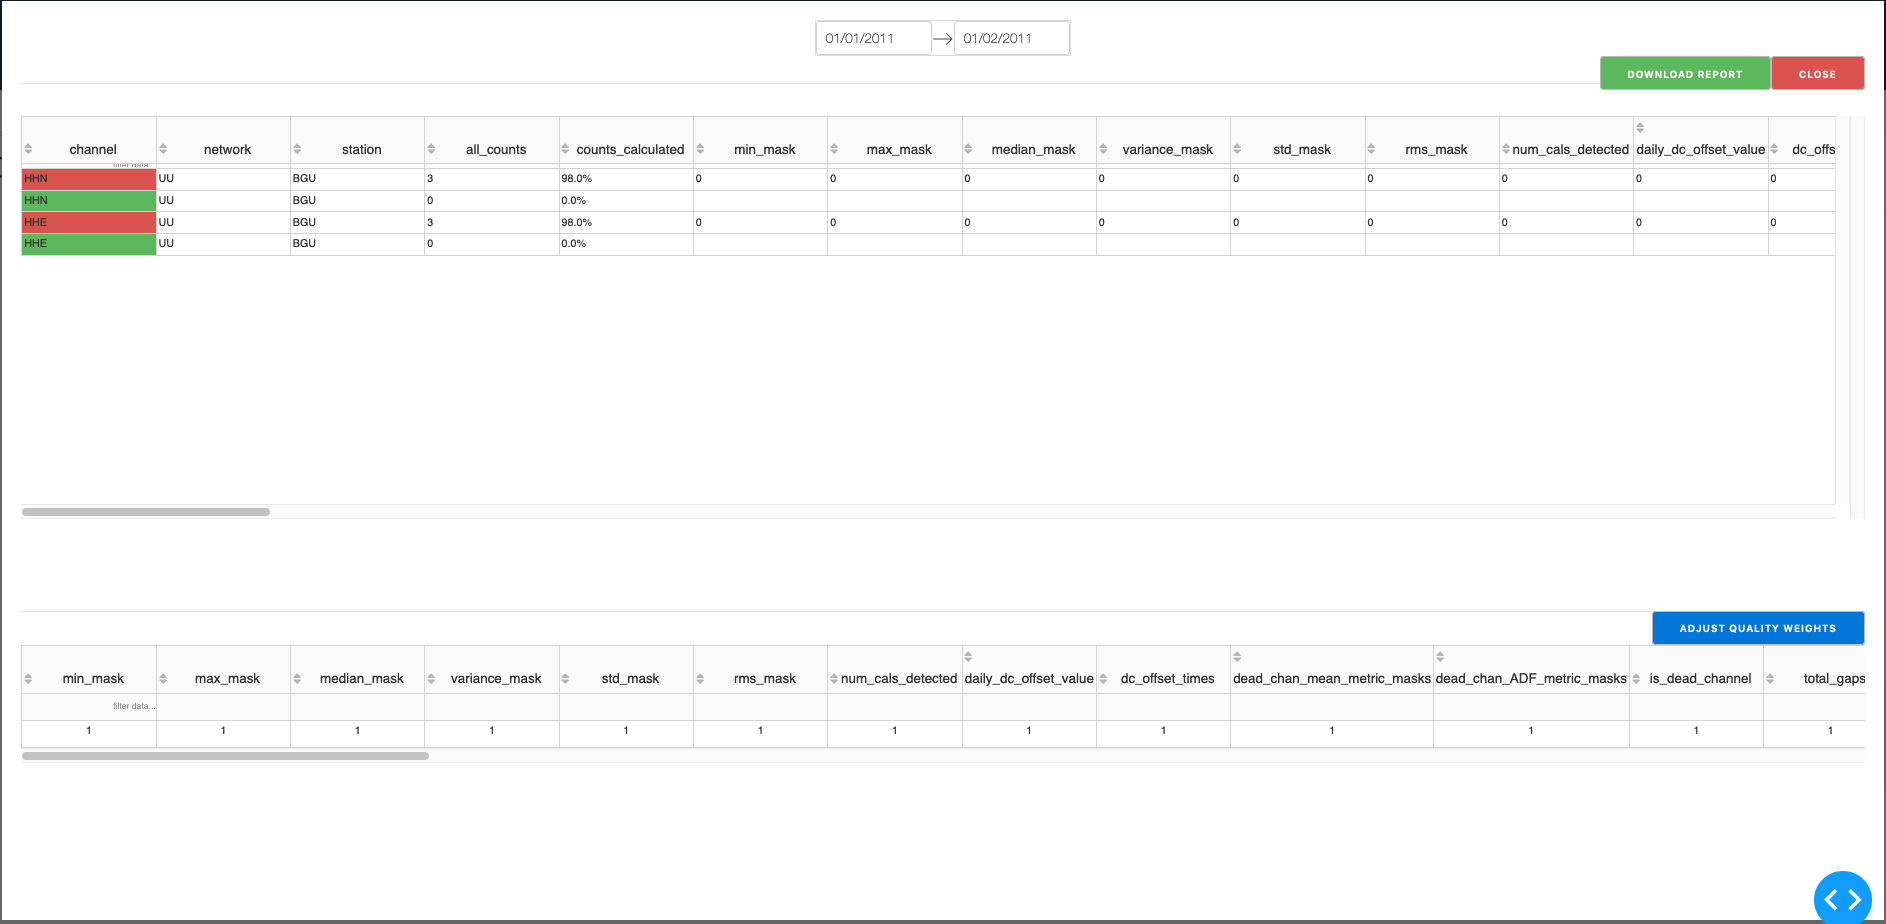 01/01/2011 → 01/02/2011
DOWNLOAD REPORT CLOSE
channel network station all_counts counts_calculated min_mask max_mask median_mask variance_mask std_mask rms_mask num_cals_detected daily_dc_offset_value dc_offs
filter data...
HHN UU BGU 3 98.0% 0 0 0 0 0 0 0 0 0
HHN UU BGU 0 0.0%
HHE UU BGU 3 98.0% 0 0 0 0 0 0 0 0 0
HHE UU BGU 0 0.0%
ADJUST QUALITY WEIGHTS
min_mask max_mask median_mask variance_mask std_mask rms_mask num_cals_detected daily_dc_offset_value dc_offset_times dead_chan_mean_metric_masks dead_chan_ADF_metric_masks is_dead_channel total_gaps
filter data...
1 1 1 1 1 1 1 1 1 1 1 1 1